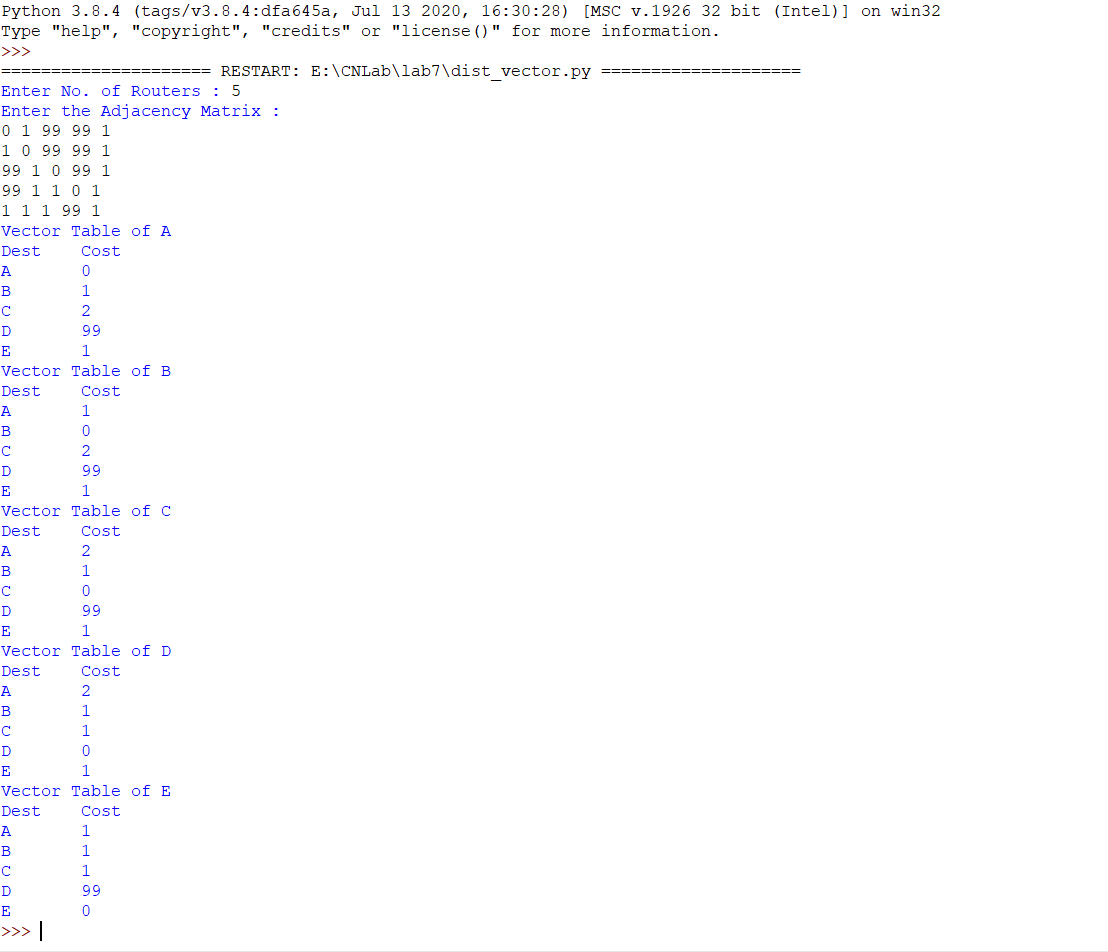 Python 3.8.4 (tags/v3.8.4:dfa645a, Jul 13 2020, 16:30:28) [MSC v.1926 32 bit (Intel)] on win32
Type "help", "copyright", "credits" or "license()" for more information.
>>>
===================== RESTART: E:\CNLab\lab7\dist_vector.py ====================
Enter No. of Routers : 5
Enter the Adjacency Matrix :
0 1 99 99 1
1 0 99 99 1
99 1 0 99 1
99 1 1 0 1
1 1 1 99 1
Vector Table of A
Dest    Cost
A       0
B       1
C       2
D       99
E       1
Vector Table of B
Dest    Cost
A       1
B       0
C       2
D       99
E       1
Vector Table of C
Dest    Cost
A       2
B       1
C       0
D       99
E       1
Vector Table of D
Dest    Cost
A       2
B       1
C       1
D       0
E       1
Vector Table of E
Dest    Cost
A       1
B       1
C       1
D       99
E       0
>>>